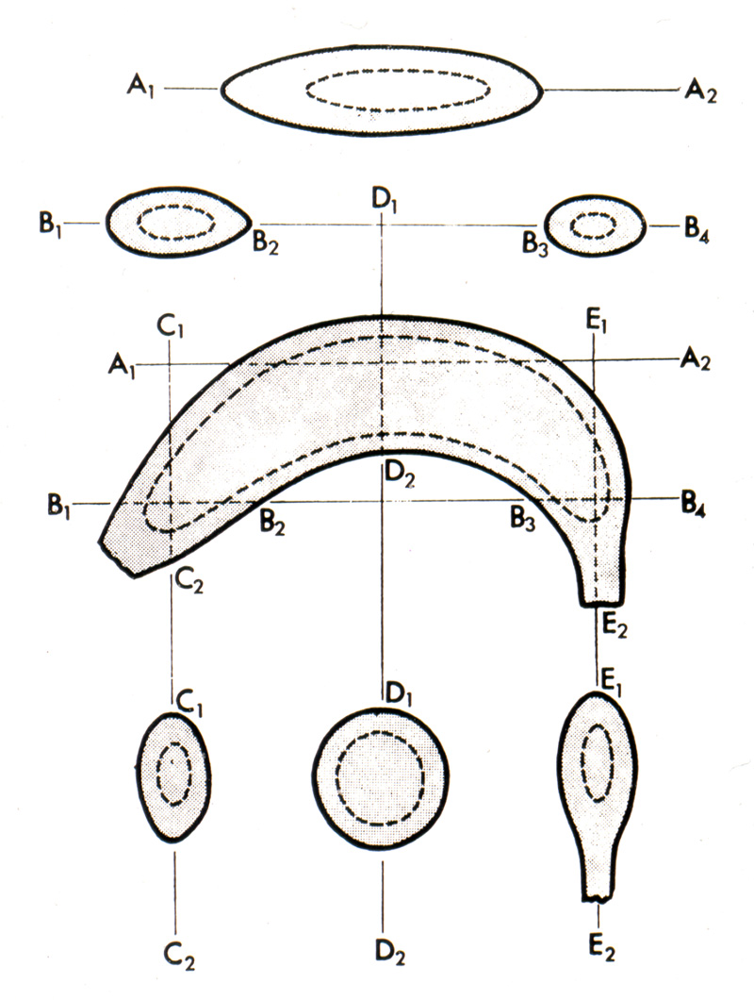 A1 A2
D1
B1 B2 B3 B4
C1 E1
A1 A2
D2
B1 B2 B3 B4
C2
E2
C1 D1 E1
C2 D2 E2